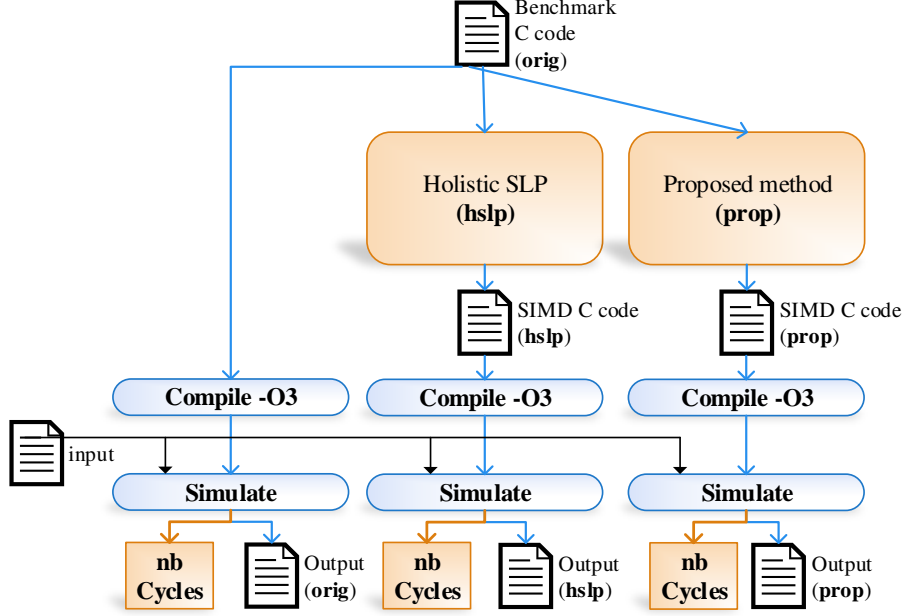 Benchmark
C code
(orig)
Holistic SLP
(hslp)
Proposed method
(prop)
SIMD C code
(hslp)
SIMD C code
(prop)
Compile -O3
Compile -O3
Compile -O3
input
Simulate
Simulate
Simulate
nb
Cycles
Output
(orig)
nb
Cycles
Output
(hslp)
nb
Cycles
Output
(prop)